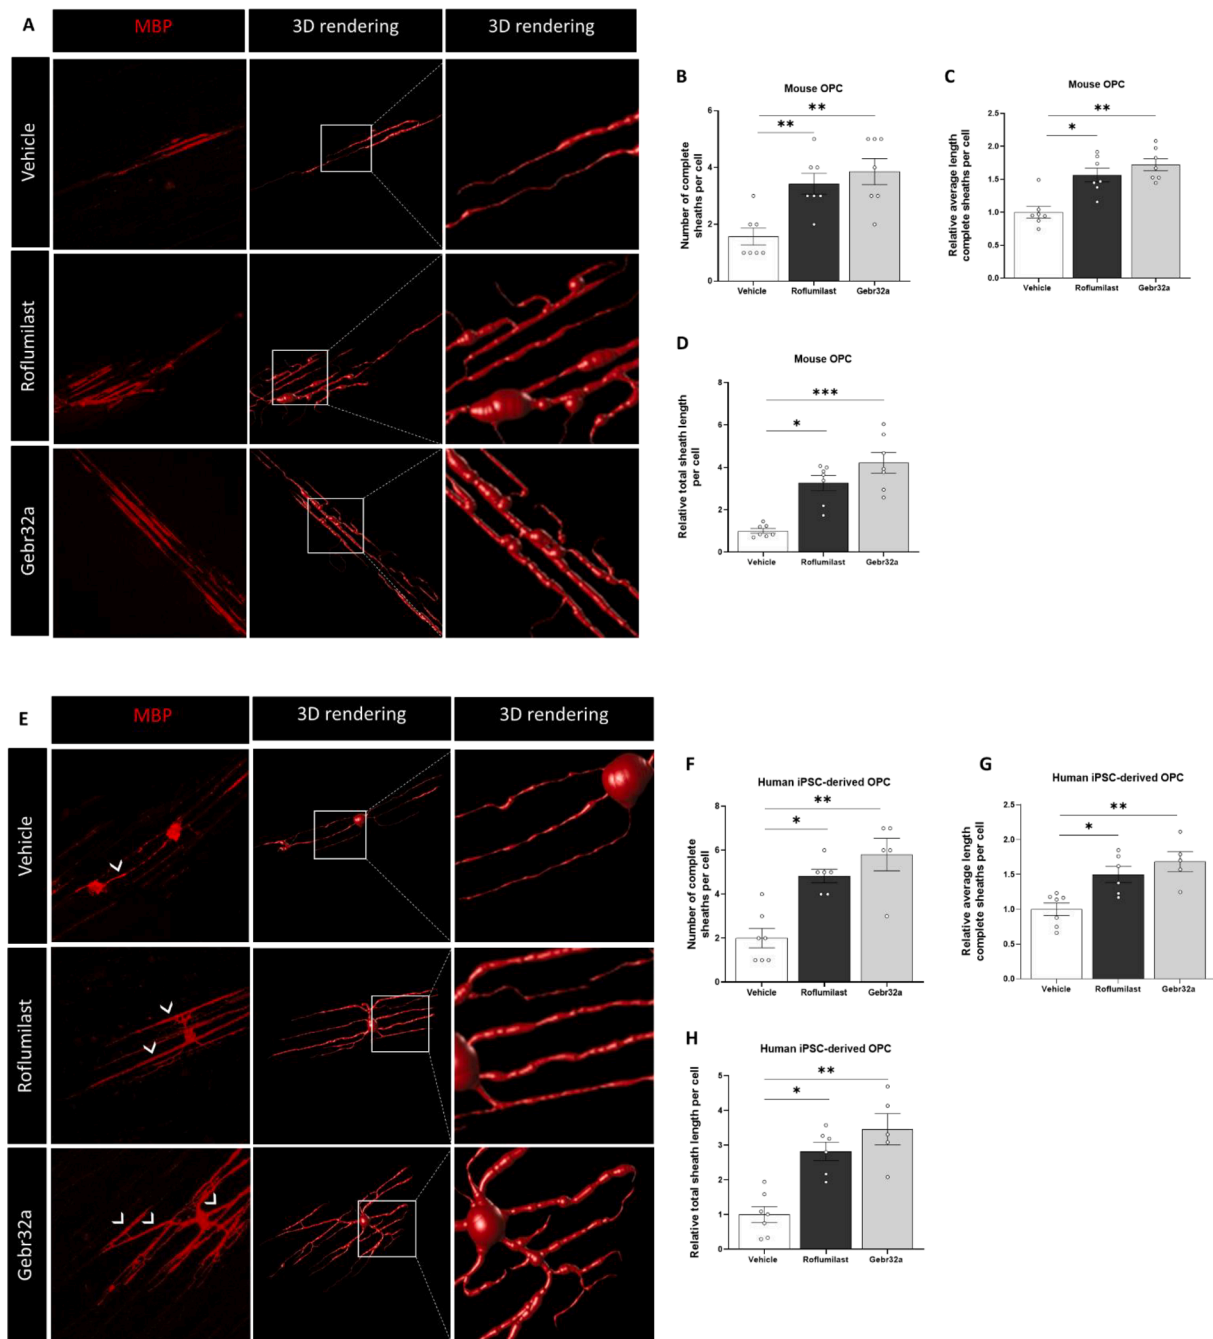 A
MBP
3D rendering
3D rendering
Vehicle
Roflumilast
Gebr32a
B
Mouse OPC
Number of complete
sheaths per cell
6
4
2
0
**
**
Vehicle
Roflumilast
Gebr32a
C
Mouse OPC
Relative average length
complete sheaths per cell
2.5
2.0
1.5
1.0
0.5
0.0
**
*
Vehicle
Roflumilast
Gebr32a
D
Mouse OPC
Relative total sheath length
per cell
8
6
4
2
0
***
*
Vehicle
Roflumilast
Gebr32a
E
MBP
3D rendering
3D rendering
Vehicle
Roflumilast
Gebr32a
F
Human iPSC-derived OPC
Number of complete
sheaths per cell
8
6
4
2
0
**
*
Vehicle
Roflumilast
Gebr32a
G
Human iPSC-derived OPC
Relative average length
complete sheaths per cell
2.5
2.0
1.5
1.0
0.5
0.0
**
*
Vehicle
Roflumilast
Gebr32a
H
Human iPSC-derived OPC
Relative total sheath length per cell
5
4
3
2
1
0
**
*
Vehicle
Roflumilast
Gebr32a